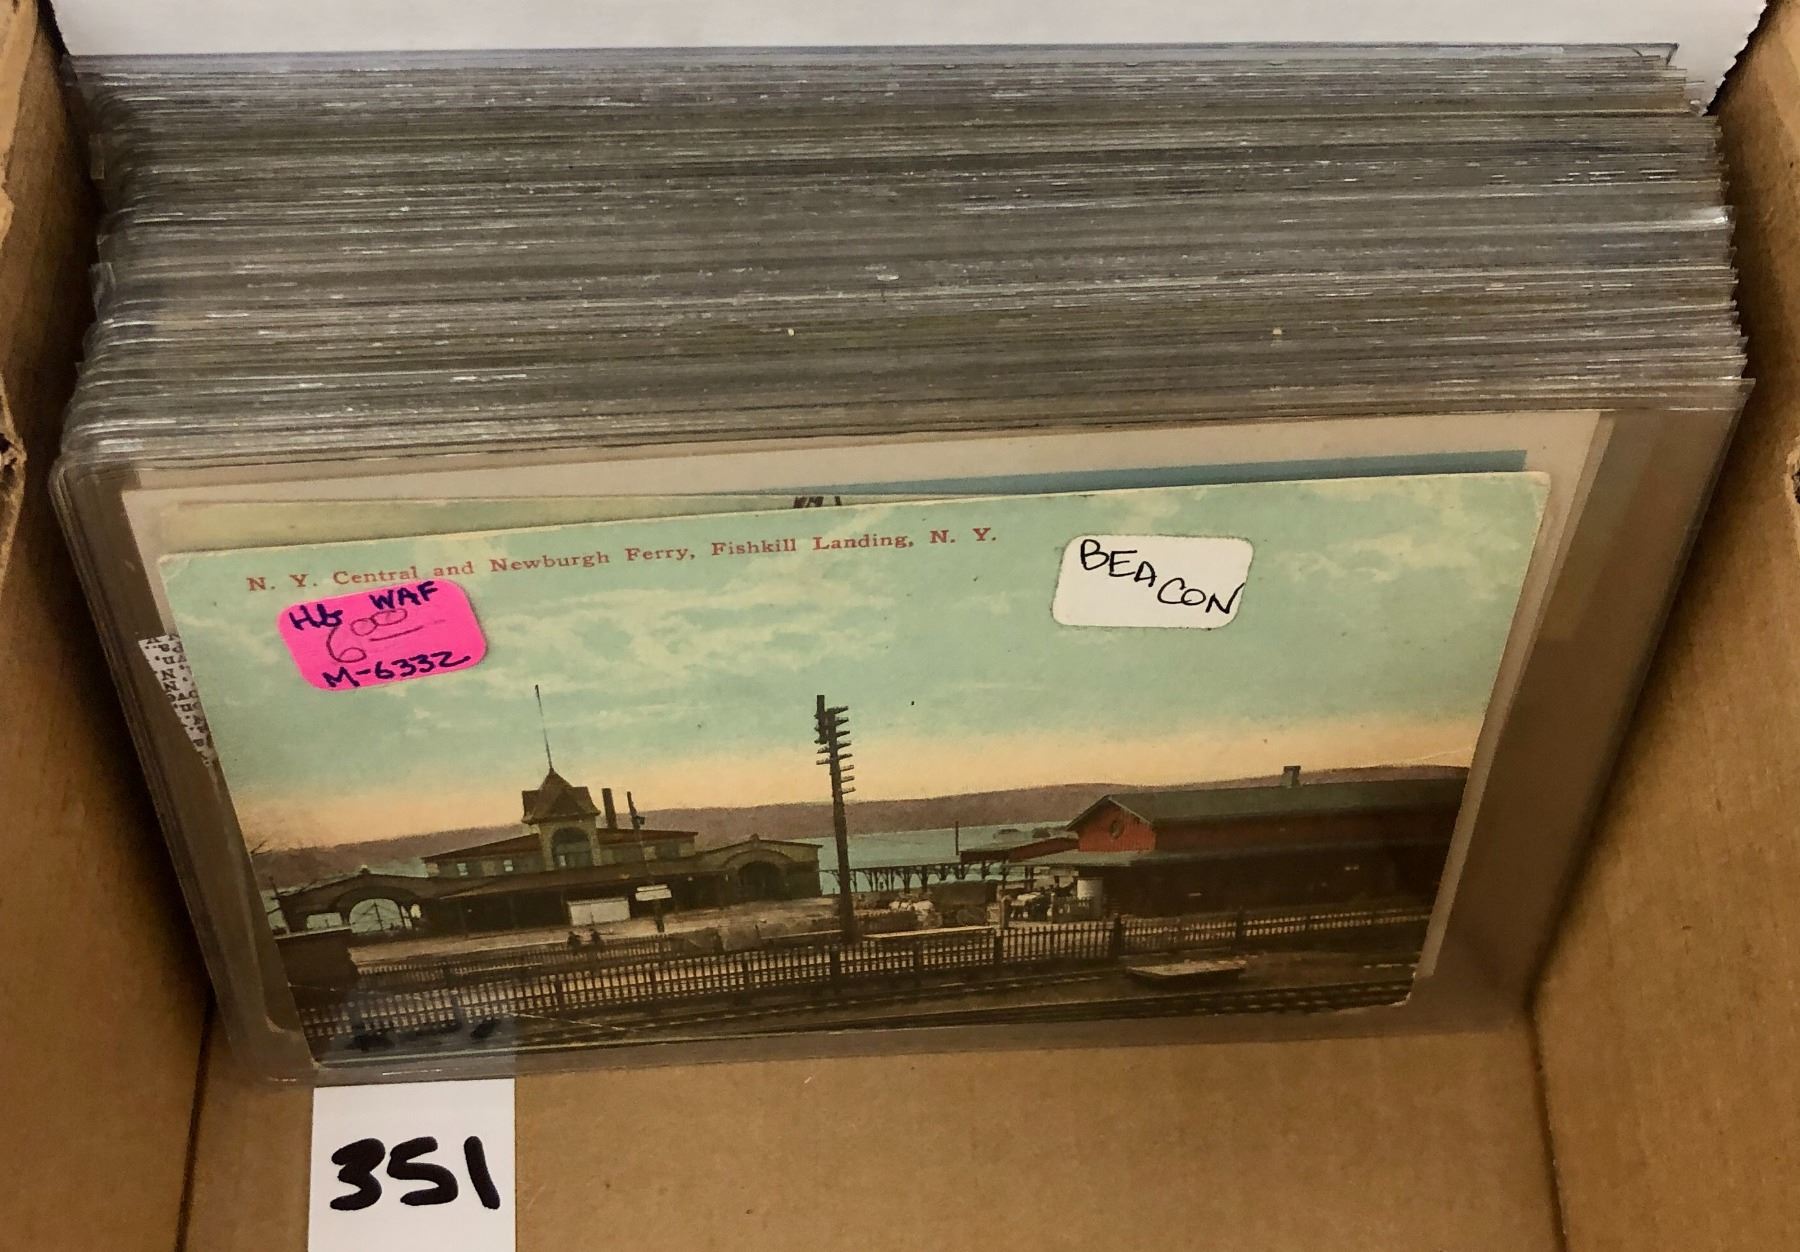 N. Y. Central and Newburgh Ferry, Fishkill Landing, N. Y.
BEACON
H6 WAF
6 00
M-6332
351